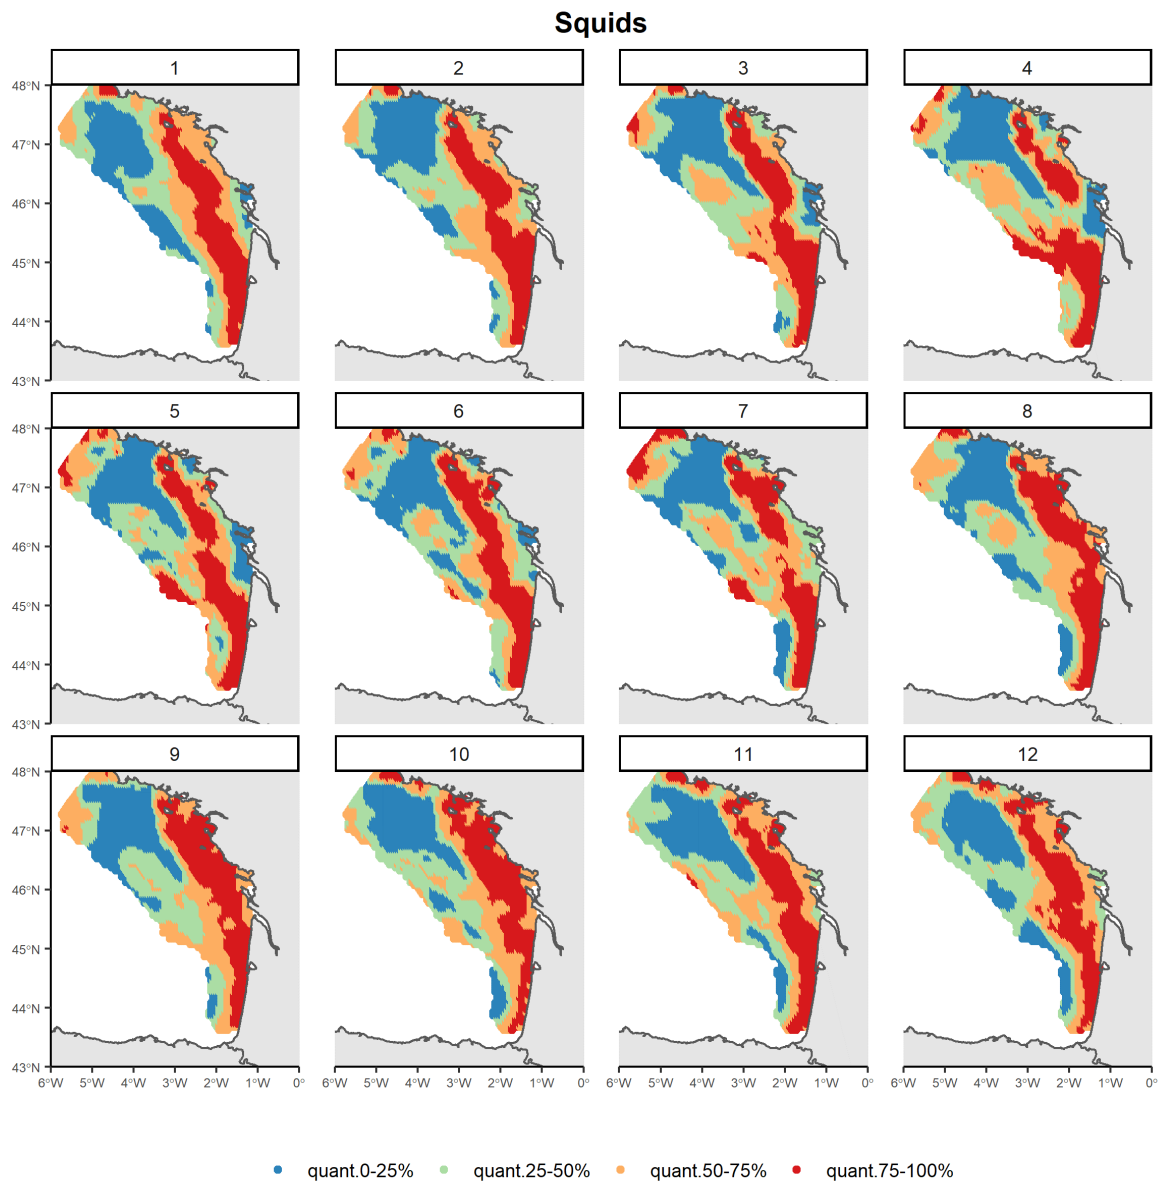 Squids
1 2 3 4
48°N
47°N
46°N
45°N
44°N
43°N
5 6 7 8
48°N
47°N
46°N
45°N
44°N
43°N
9 10 11 12
48°N
47°N
46°N
45°N
44°N
43°N
6°W 5°W 4°W 3°W 2°W 1°W 0° 6°W 5°W 4°W 3°W 2°W 1°W 0° 6°W 5°W 4°W 3°W 2°W 1°W 0° 6°W 5°W 4°W 3°W 2°W 1°W 0°
quant.0-25% quant.25-50% quant.50-75% quant.75-100%